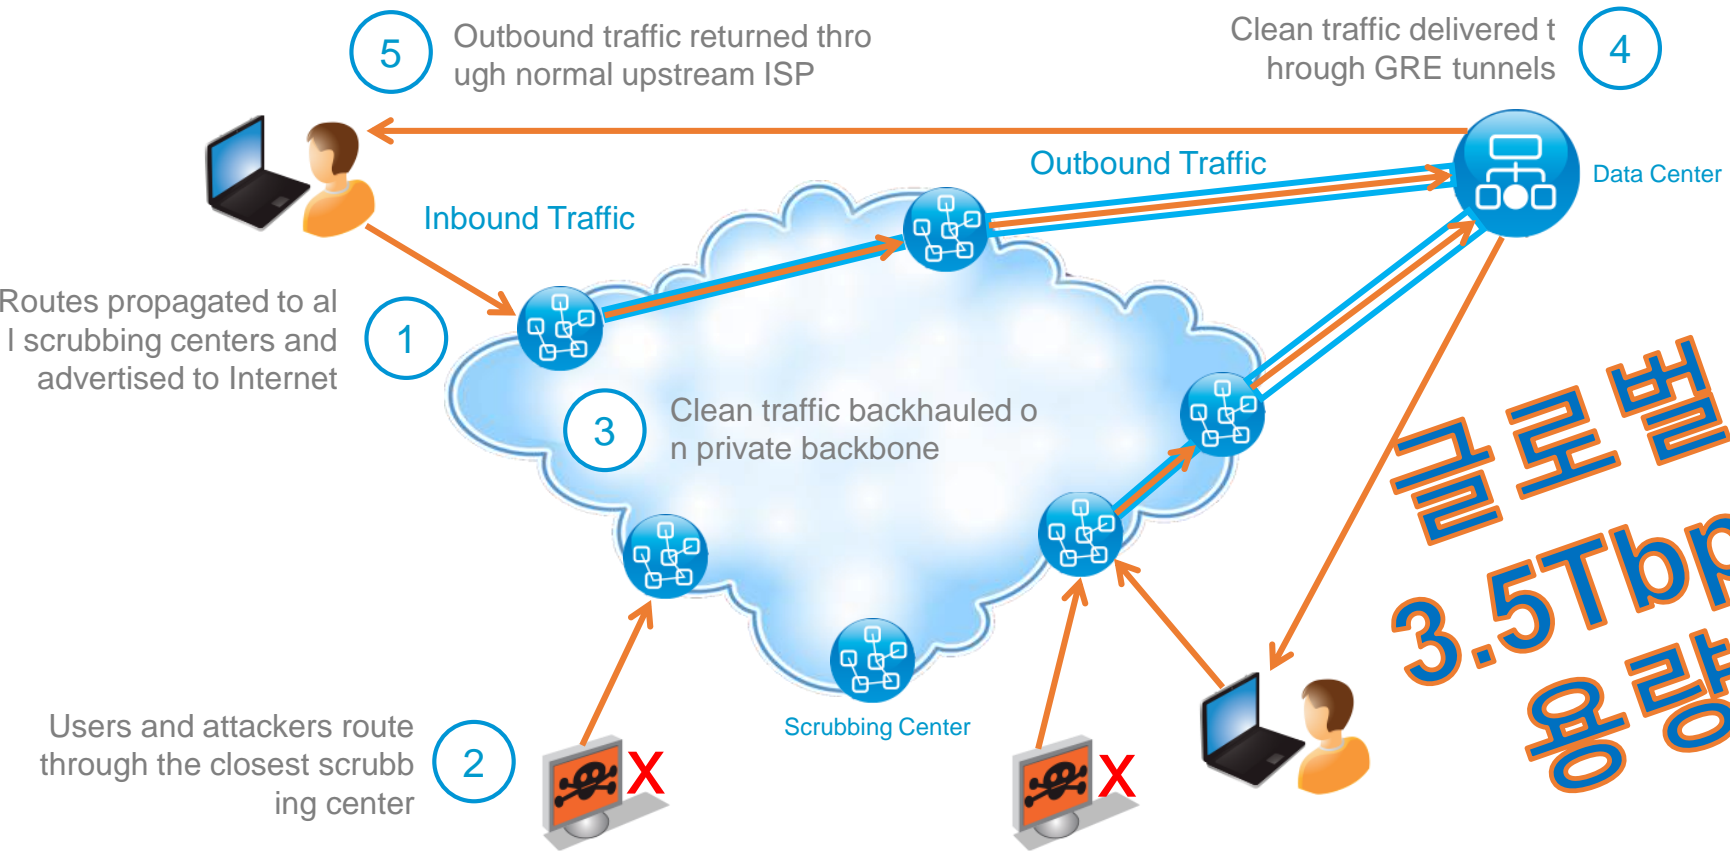 5
Outbound traffic returned thro
ugh normal upstream ISP
Clean traffic delivered t
hrough GRE tunnels
4
Outbound Traffic
Data Center
Inbound Traffic
Routes propagated to al
l scrubbing centers and
advertised to Internet
1
3
Clean traffic backhauled o
n private backbone
글로벌
3.5Tbp
용량
Scrubbing Center
Users and attackers route
through the closest scrubb
ing center
2
X
X